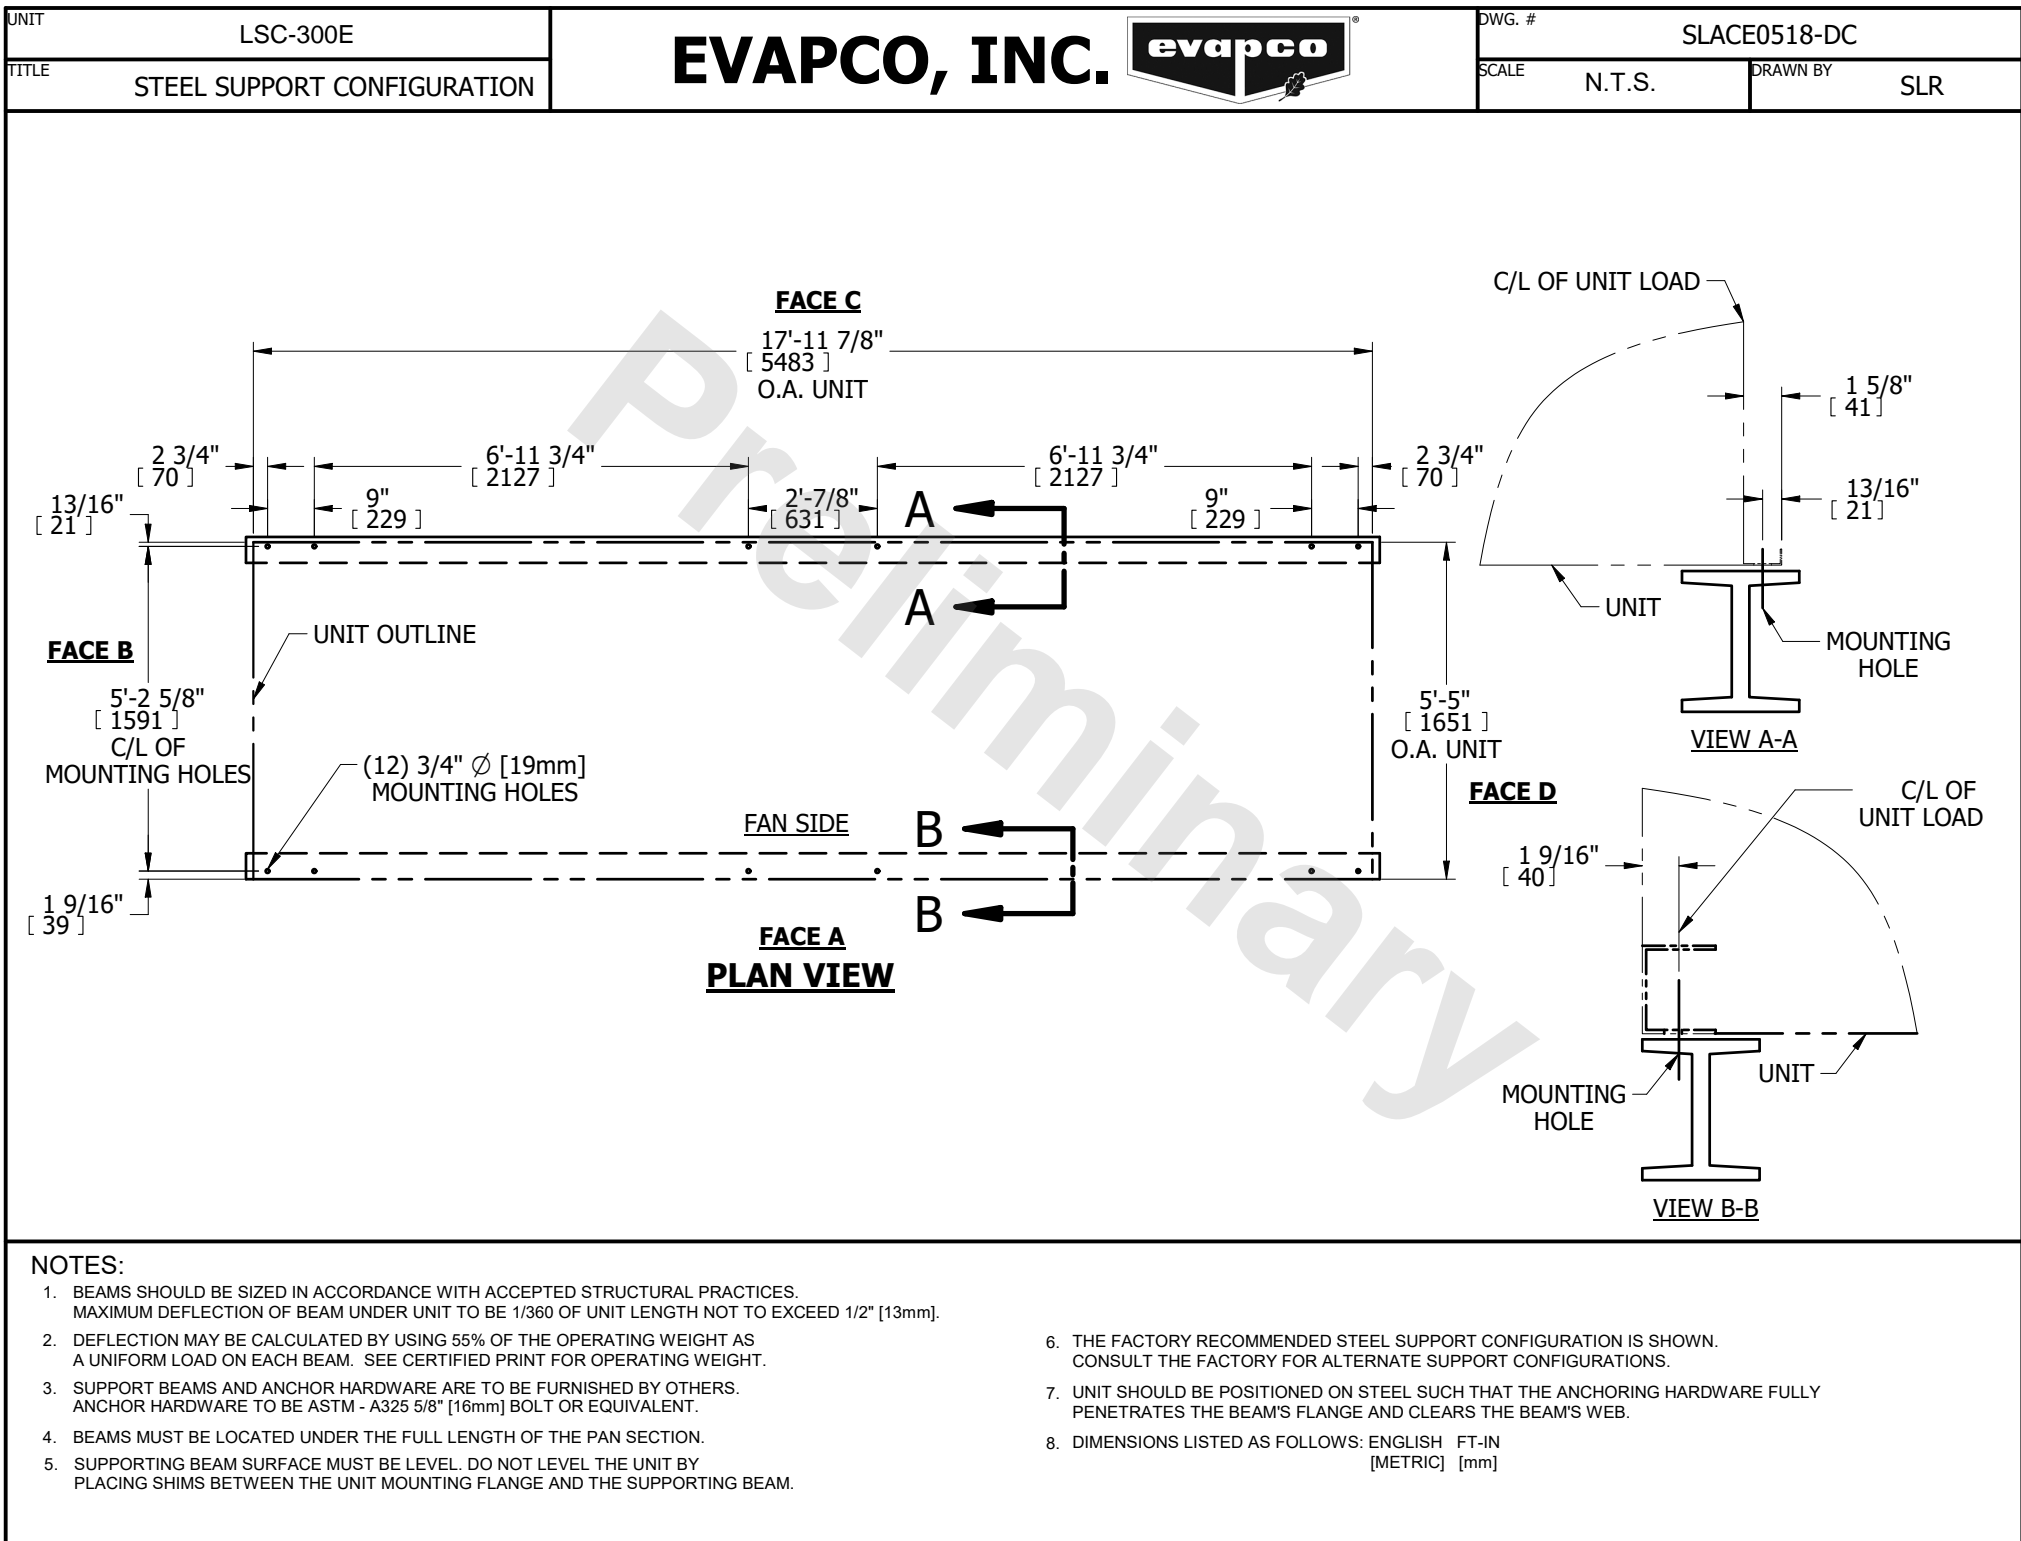 UNIT
LSC-300E
TITLE
STEEL SUPPORT CONFIGURATION
EVAPCO, INC.
evapco
®
DWG. #
SLACE0518-DC
SCALE
N.T.S.
DRAWN BY
SLR
FACE C
17'-11 7/8"
[ 5483 ]
O.A. UNIT
2 3/4"
[ 70 ]
6'-11 3/4"
[ 2127 ]
6'-11 3/4"
[ 2127 ]
2 3/4"
[ 70 ]
13/16"
[ 21 ]
9"
[ 229 ]
2'-7/8"
[ 631 ]
A
9"
[ 229 ]
A
FACE B
UNIT OUTLINE
5'-2 5/8"
[ 1591 ]
C/L OF
MOUNTING HOLES
(12) 3/4" ∅ [19mm]
MOUNTING HOLES
5'-5"
[ 1651 ]
O.A. UNIT
FACE D
FAN SIDE
B
B
1 9/16"
[ 39 ]
FACE A
PLAN VIEW
Preliminary
C/L OF UNIT LOAD
1 5/8"
[ 41 ]
13/16"
[ 21 ]
UNIT
MOUNTING
HOLE
VIEW A-A
C/L OF
UNIT LOAD
1 9/16"
[ 40 ]
UNIT
MOUNTING
HOLE
VIEW B-B
NOTES:
1. BEAMS SHOULD BE SIZED IN ACCORDANCE WITH ACCEPTED STRUCTURAL PRACTICES.
MAXIMUM DEFLECTION OF BEAM UNDER UNIT TO BE 1/360 OF UNIT LENGTH NOT TO EXCEED 1/2" [13mm].
2. DEFLECTION MAY BE CALCULATED BY USING 55% OF THE OPERATING WEIGHT AS
A UNIFORM LOAD ON EACH BEAM. SEE CERTIFIED PRINT FOR OPERATING WEIGHT.
3. SUPPORT BEAMS AND ANCHOR HARDWARE ARE TO BE FURNISHED BY OTHERS.
ANCHOR HARDWARE TO BE ASTM - A325 5/8" [16mm] BOLT OR EQUIVALENT.
4. BEAMS MUST BE LOCATED UNDER THE FULL LENGTH OF THE PAN SECTION.
5. SUPPORTING BEAM SURFACE MUST BE LEVEL. DO NOT LEVEL THE UNIT BY
PLACING SHIMS BETWEEN THE UNIT MOUNTING FLANGE AND THE SUPPORTING BEAM.
6. THE FACTORY RECOMMENDED STEEL SUPPORT CONFIGURATION IS SHOWN.
CONSULT THE FACTORY FOR ALTERNATE SUPPORT CONFIGURATIONS.
7. UNIT SHOULD BE POSITIONED ON STEEL SUCH THAT THE ANCHORING HARDWARE FULLY
PENETRATES THE BEAM'S FLANGE AND CLEARS THE BEAM'S WEB.
8. DIMENSIONS LISTED AS FOLLOWS: ENGLISH FT-IN
[METRIC] [mm]